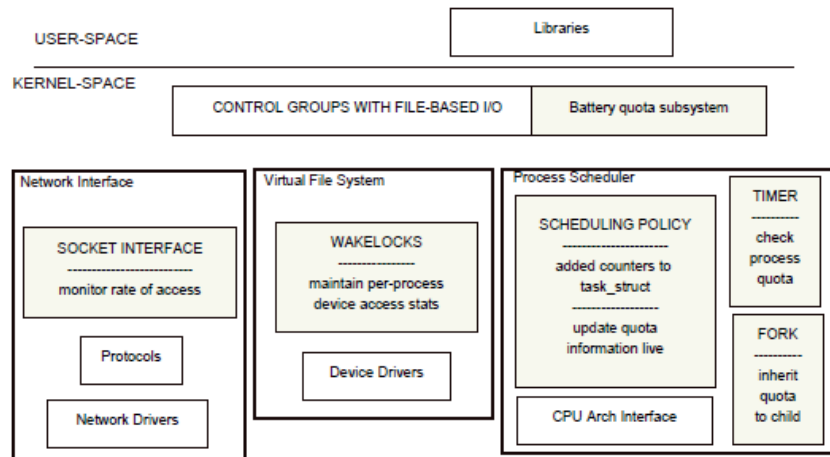 USER-SPACE
Libraries
KERNEL-SPACE
CONTROL GROUPS WITH FILE-BASED I/O
Battery quota subsystem
Network Interface
SOCKET INTERFACE
--------------------------
monitor rate of access
Protocols
Network Drivers
Virtual File System
WAKELOCKS
----------------
maintain per-process
device access stats
Device Drivers
Process Scheduler
SCHEDULING POLICY
----------------------
added counters to
task_struct
------------------
update quota
information live
CPU Arch Interface
TIMER
----------
check
process
quota
FORK
----------
inherit
quota
to child